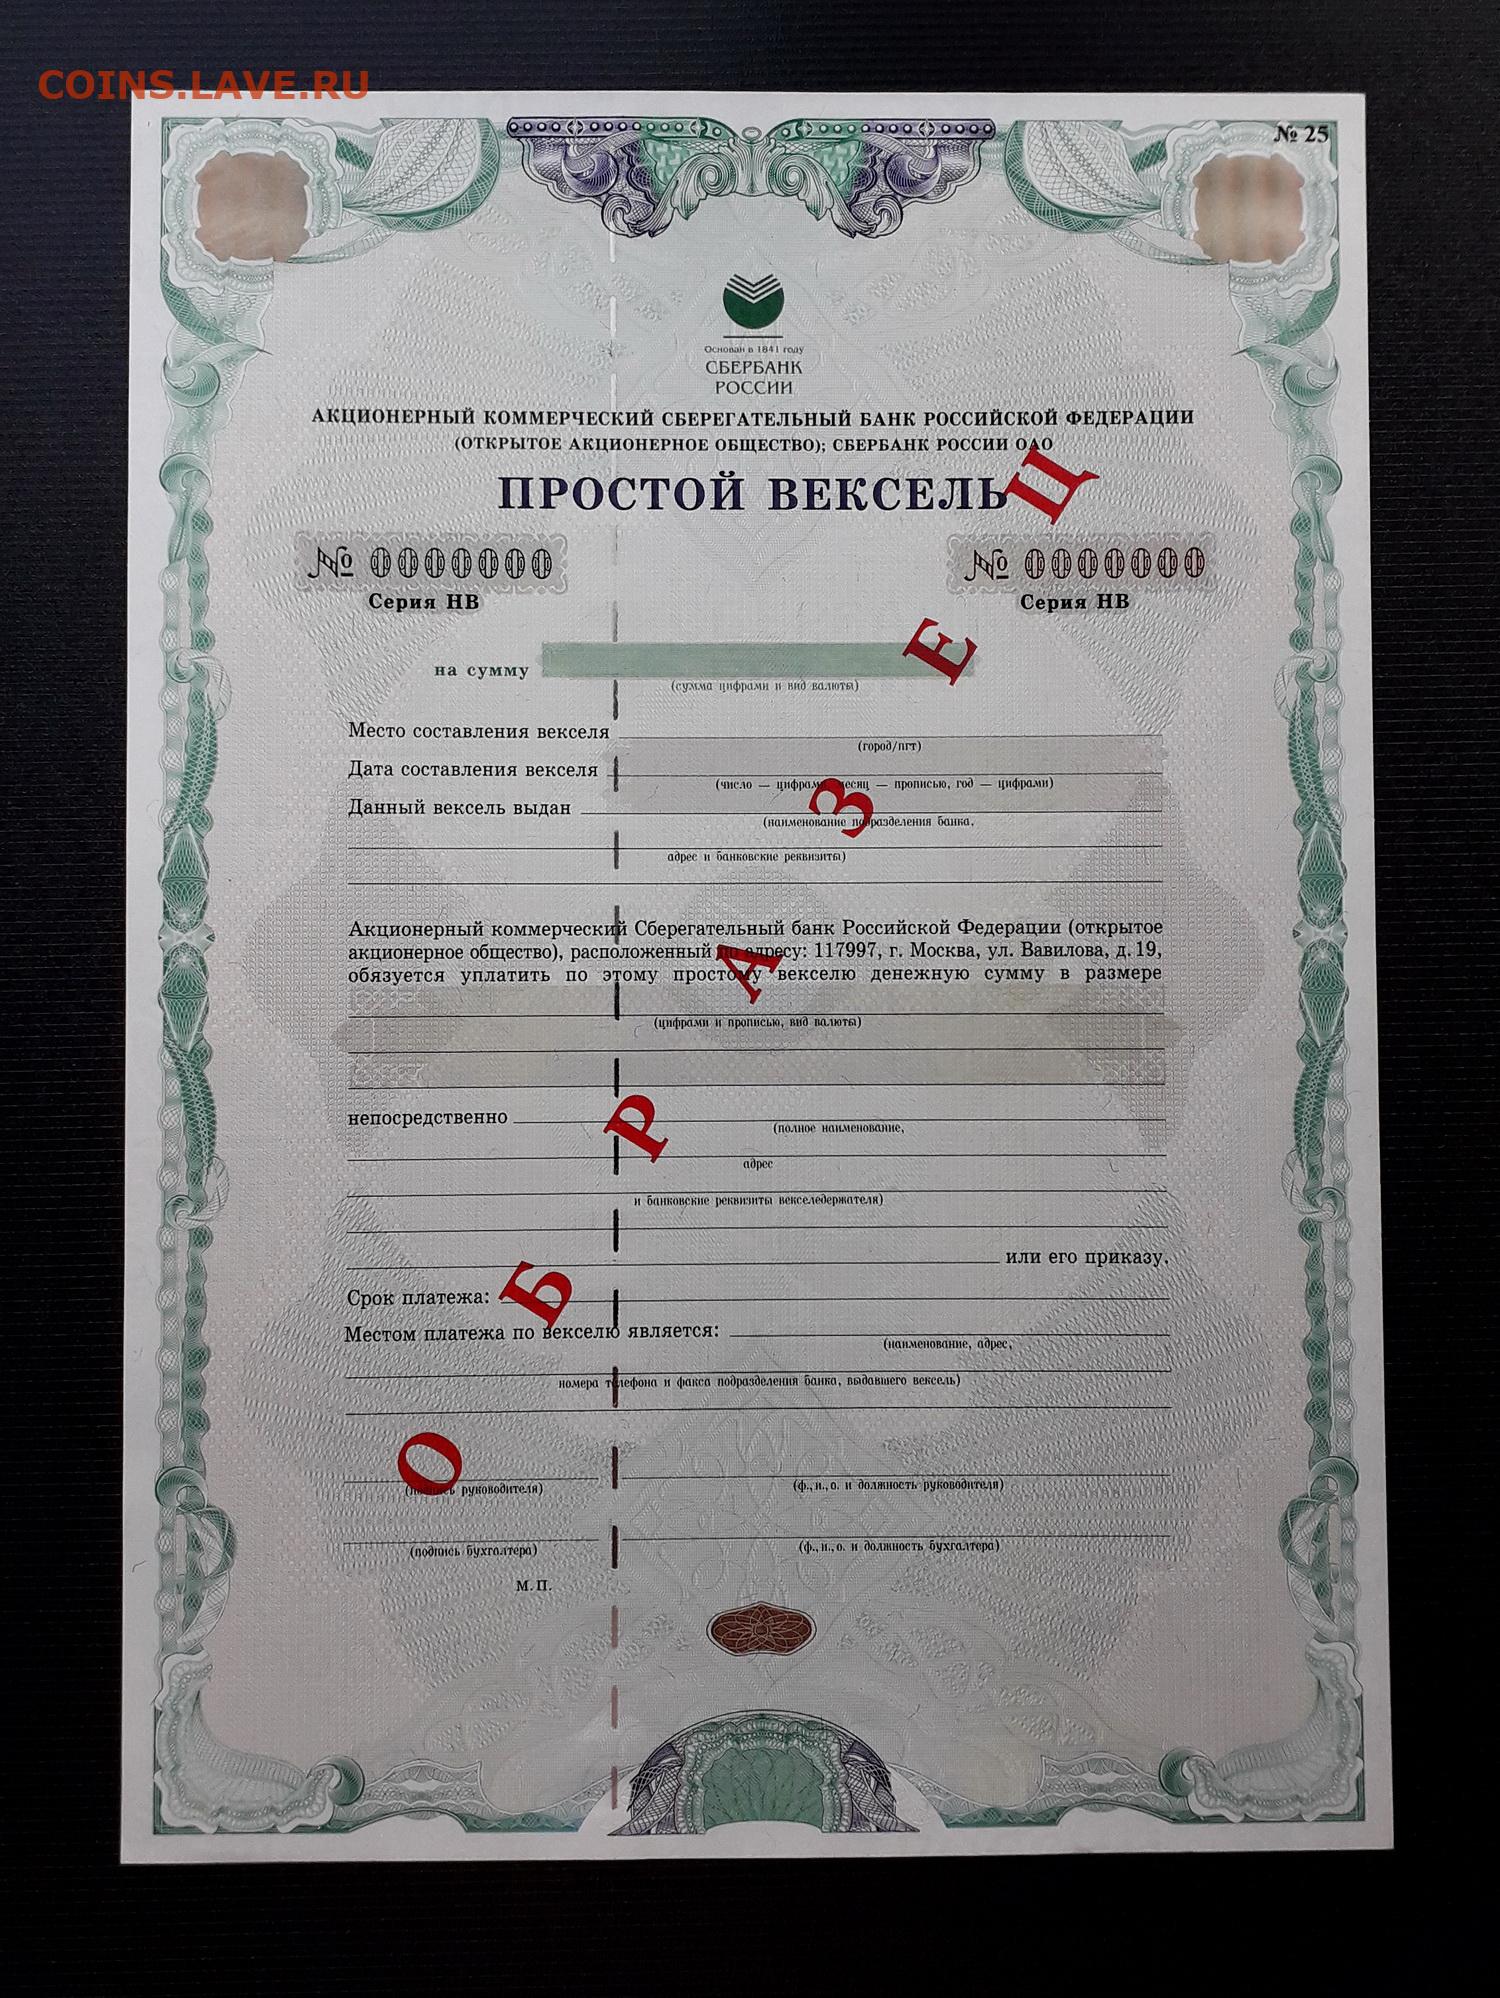 COINS.LAVE.RU
№ 25
Основан в 1841 году
СБЕРБАНК
РОССИИ
АКЦИОНЕРНЫЙ КОММЕРЧЕСКИЙ СБЕРЕГАТЕЛЬНЫЙ БАНК РОССИЙСКОЙ ФЕДЕРАЦИИ
(ОТКРЫТОЕ АКЦИОНЕРНОЕ ОБЩЕСТВО); СБЕРБАНК РОССИИ ОАО
ПРОСТОЙ ВЕКСЕЛЬ
№ 0000000 № 0000000
Серия НВ Серия НВ
на сумму
(сумма цифрами и вид валюты)
Место составления векселя
(город/пгт)
Дата составления векселя
(число — цифрами, месяц — прописью, год — цифрами)
Данный вексель выдан
(наименование подразделения банка,
адрес и банковские реквизиты)
Акционерный коммерческий Сберегательный банк Российской Федерации (открытое
акционерное общество), расположенный по адресу: 117997, г. Москва, ул. Вавилова, д. 19,
обязуется уплатить по этому простому векселю денежную сумму в размере
(цифрами и прописью, вид валюты)
непосредственно
(полное наименование,
адрес
и банковские реквизиты векселедержателя)
или его приказу.
Срок платежа:
Местом платежа по векселю является:
(наименование, адрес,
номера телефона и факса подразделения банка, выдавшего вексель)
(подпись руководителя) (ф., и., о. и должность руководителя)
(подпись бухгалтера) (ф., и., о. и должность бухгалтера)
М.П.
ОБРАЗЕЦ